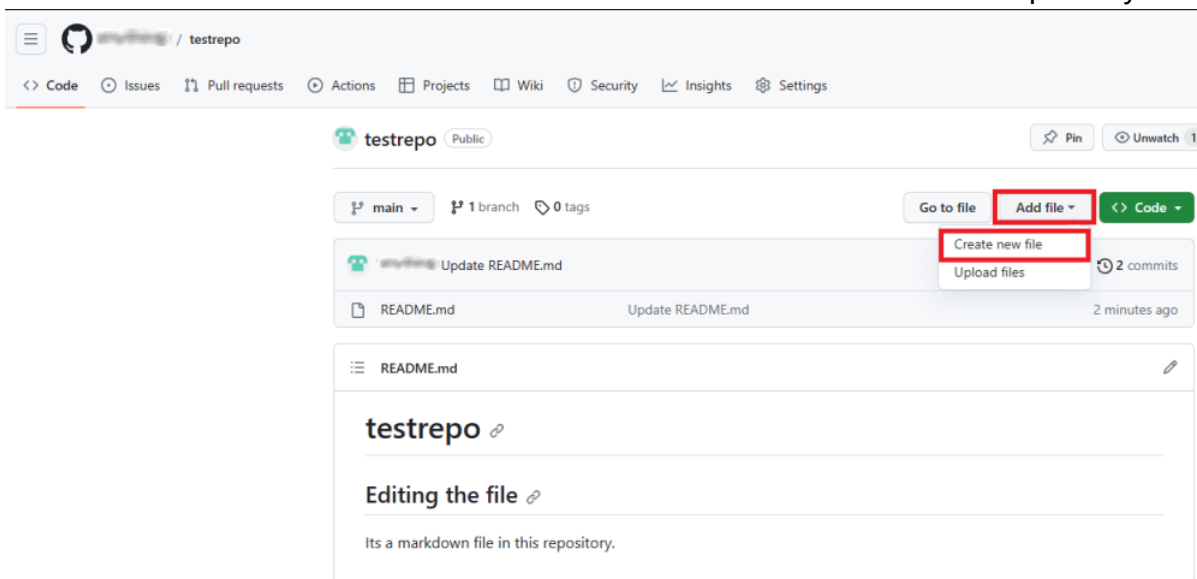 / testrepo
Code Issues Pull requests Actions Projects Wiki Security Insights Settings
testrepo Public Pin Unwatch 1
main 1 branch 0 tags Go to file Add file Code
Create new file
Update README.md 2 commits
Upload files
README.md Update README.md 2 minutes ago
README.md
testrepo
Editing the file
Its a markdown file in this repository.